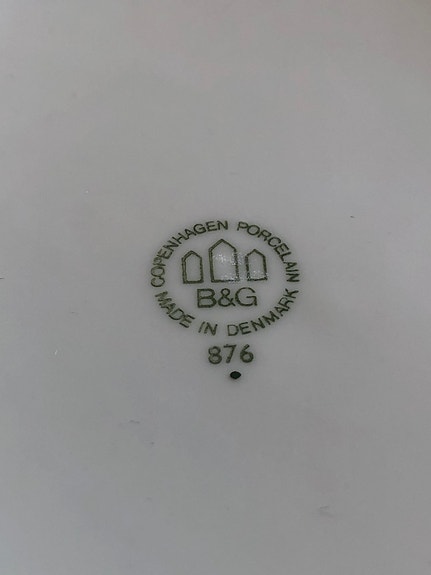 COPENHAGEN PORCELAIN
B&G
MADE IN DENMARK
876